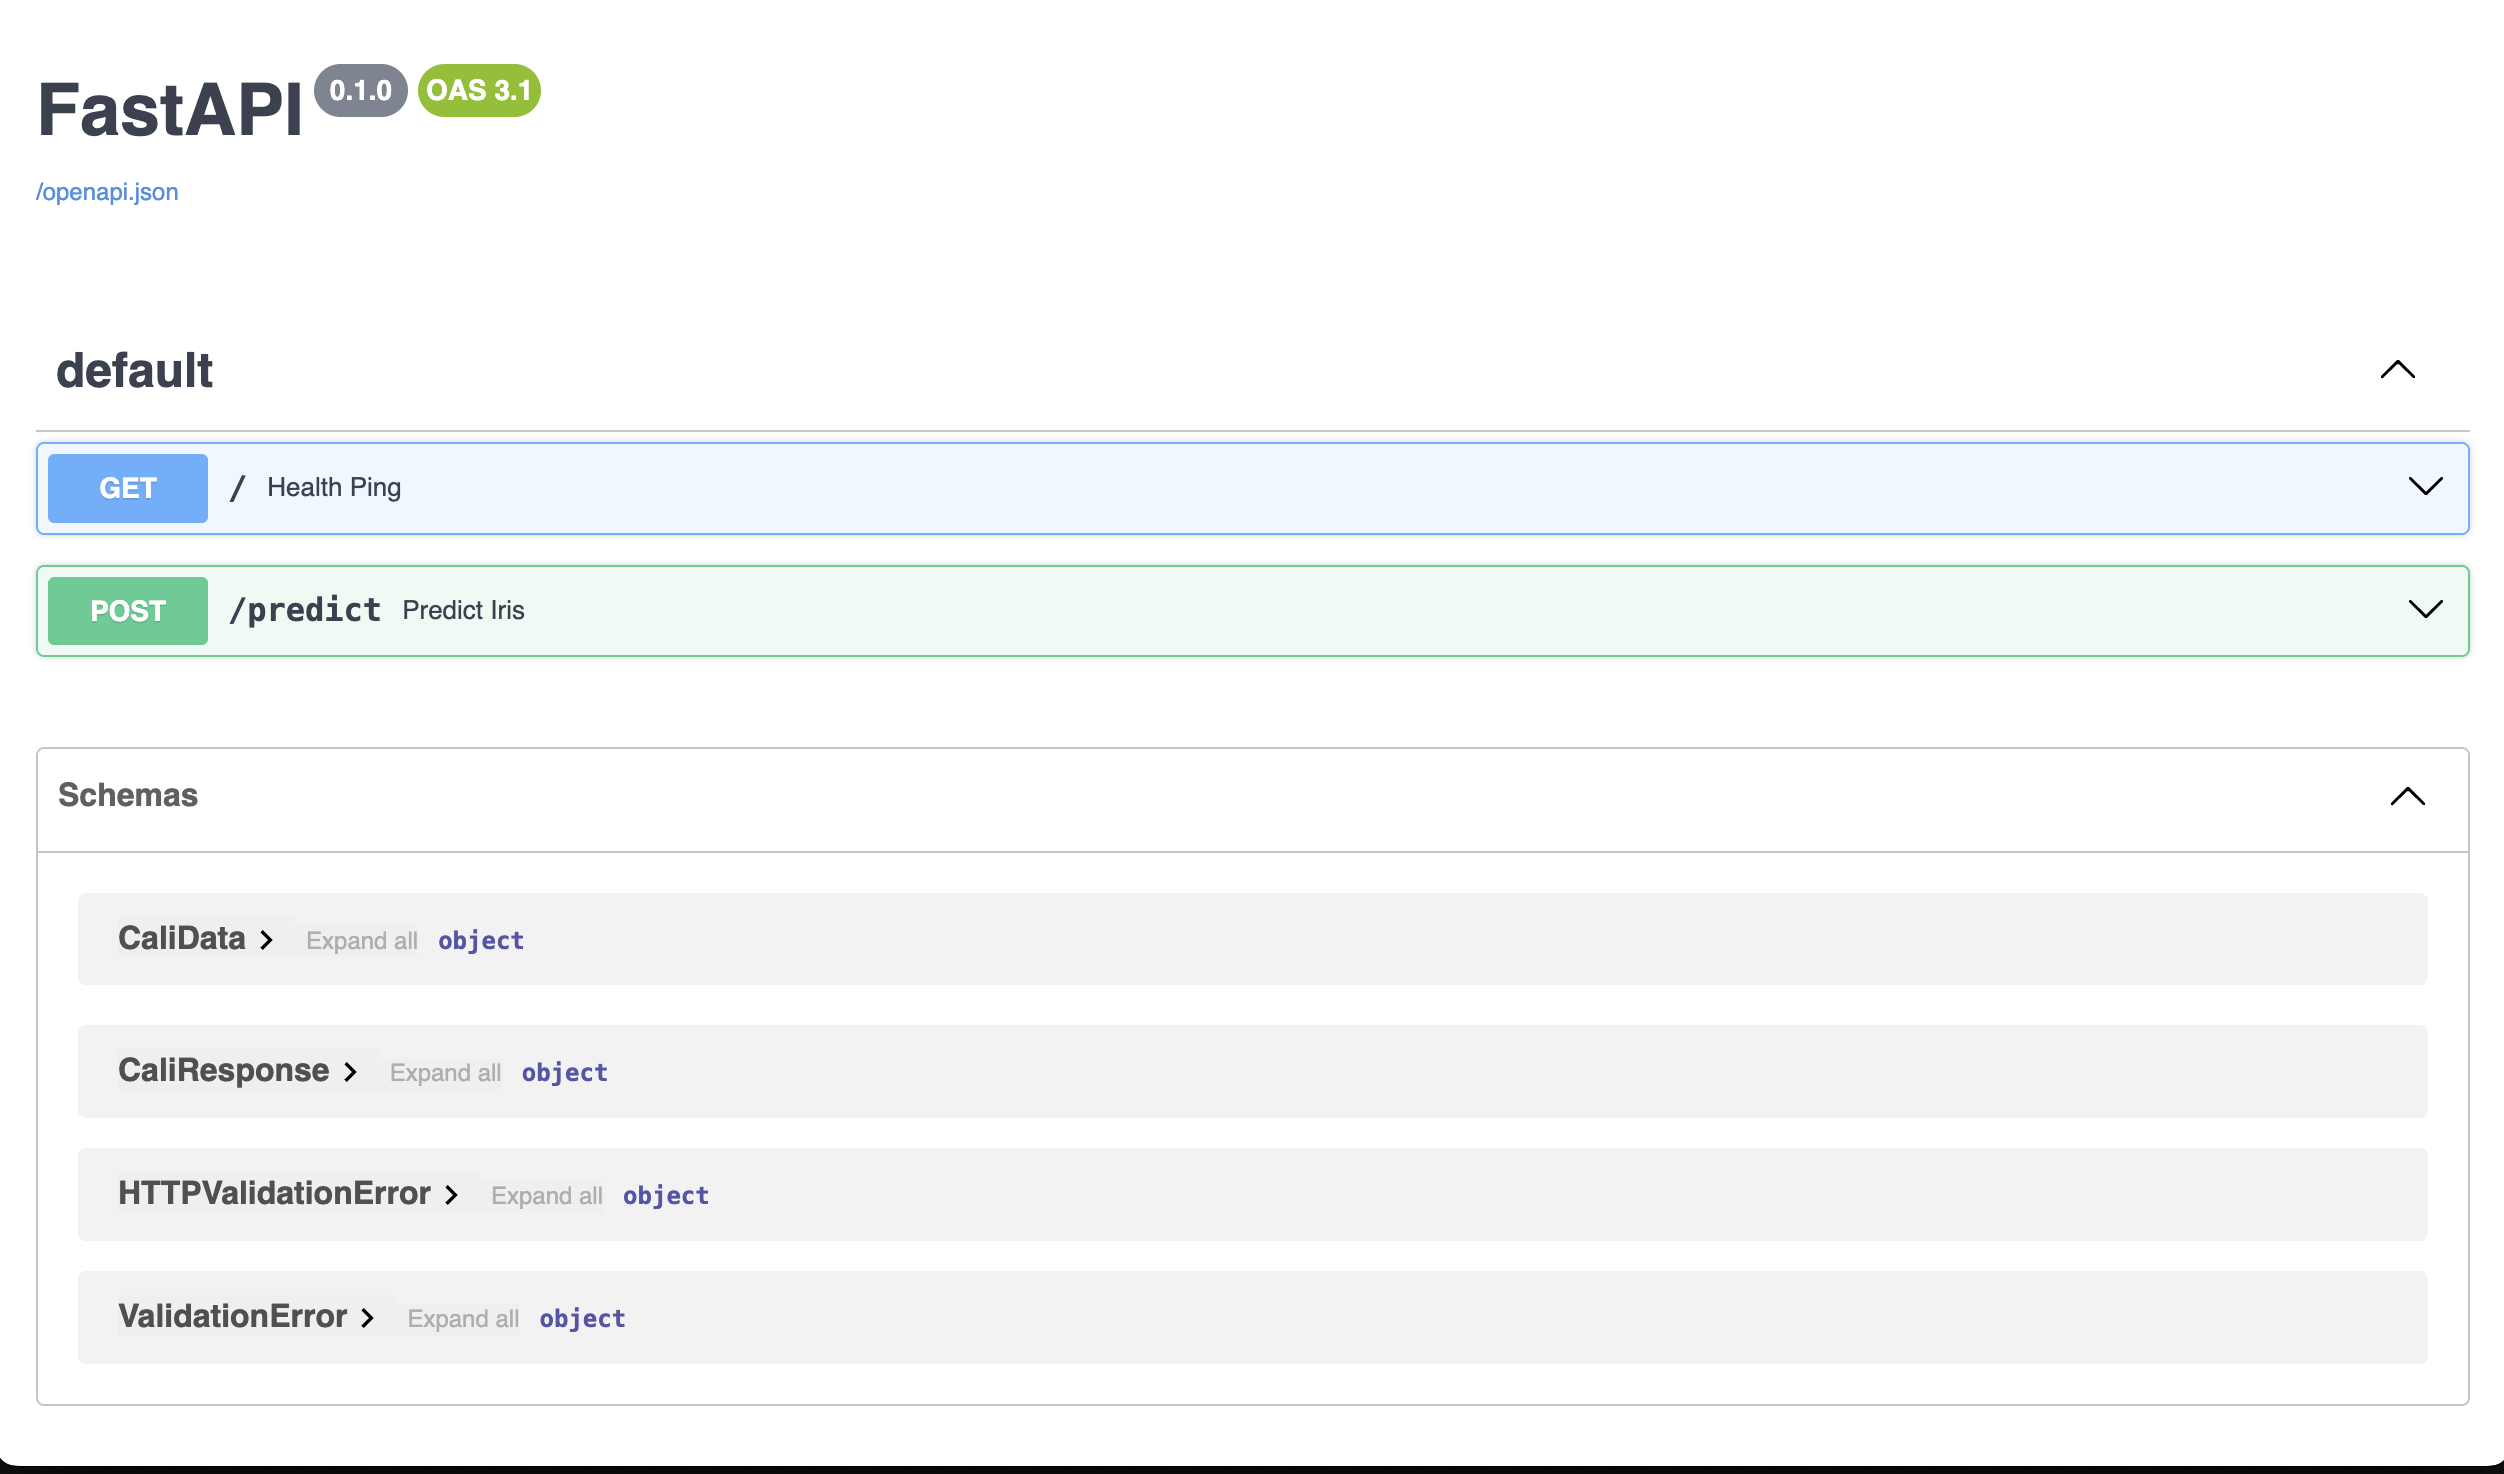 FastAPI 0.1.0 OAS 3.1
/openapi.json
default
GET / Health Ping
POST /predict Predict Iris
Schemas
CaliData Expand all object
CaliResponse Expand all object
HTTPValidationError Expand all object
ValidationError Expand all object